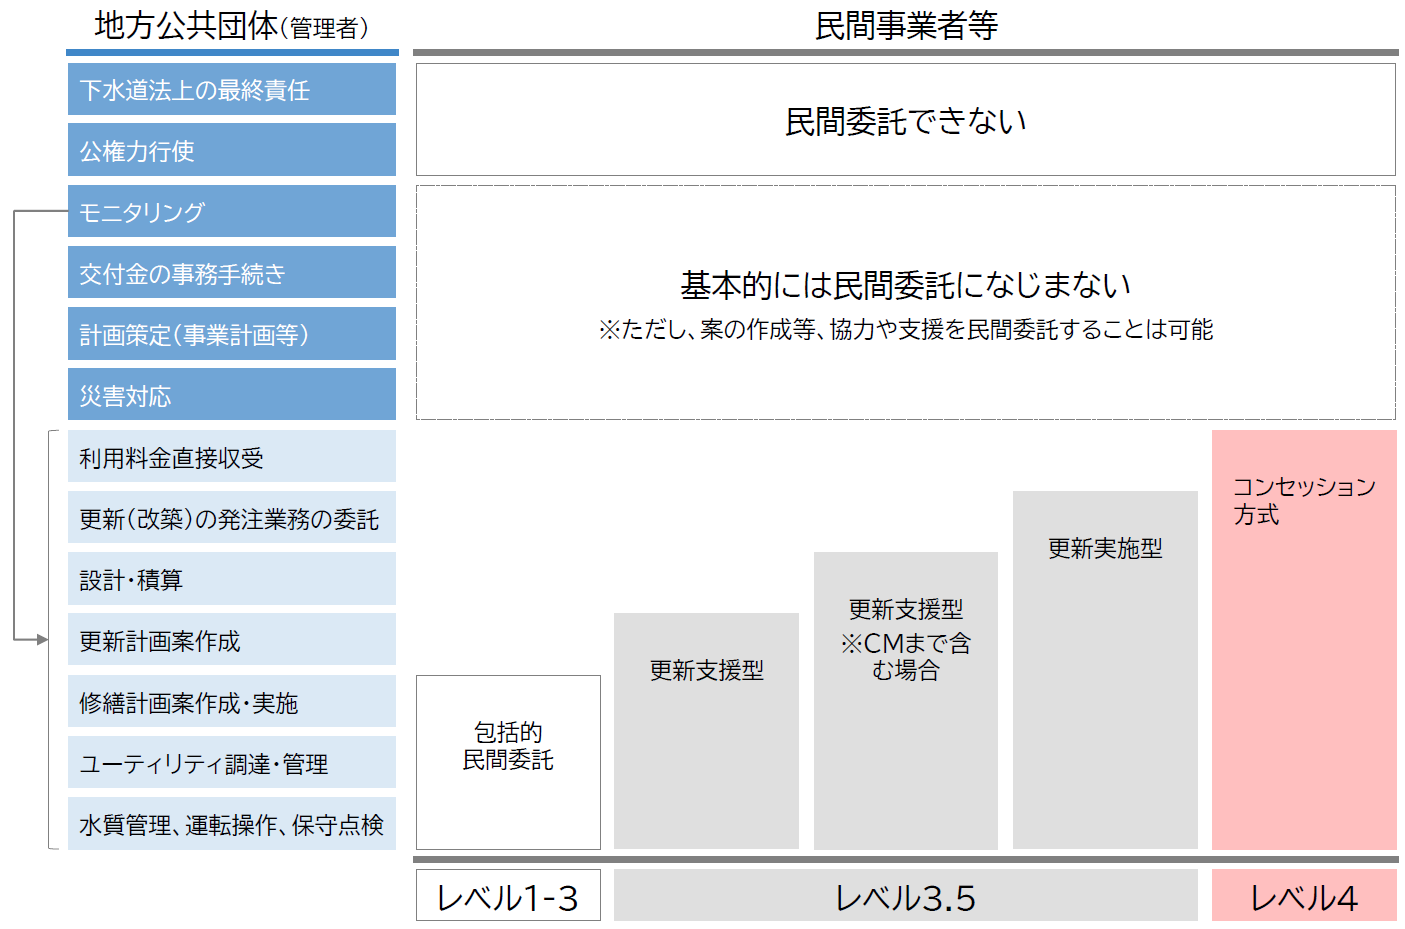 地方公共団体（管理者）
民間事業者等
下水道法上の最終責任
公権力行使
民間委託できない
モニタリング
交付金の事務手続き
計画策定（事業計画等）
災害対応
基本的には民間委託になじまない
※ただし、案の作成等、協力や支援を民間委託することは可能
利用料金直接収受
更新（改築）の発注業務の委託
設計・積算
更新計画案作成
修繕計画案作成・実施
ユーティリティ調達・管理
水質管理、運転操作、保守点検
包括的
民間委託
更新支援型
更新支援型
※CMまで含
む場合
更新実施型
コンセッション
方式
レベル1-3
レベル3.5
レベル4